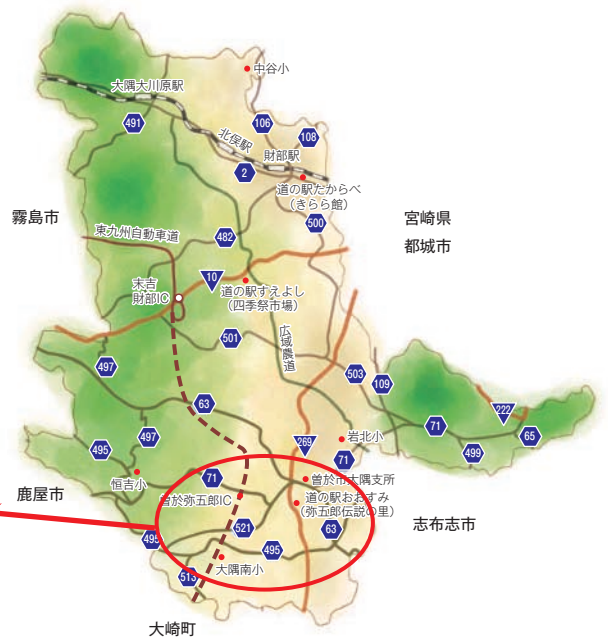 中谷小
大隅大川原駅
491
106
108
北俣駅
財部駅
2
道の駅たからべ
（きらら館）
霧島市
宮崎県
都城市
500
東九州自動車道
482
10
末吉
財部IC
道の駅すえよし
（四季祭市場）
広域農道
501
497
503
109
63
222
71
65
499
497
495
269
岩北小
71
恒吉小
71
曽於市大隅支所
鹿屋市
曽於弥五郎IC
道の駅おおすみ
（弥五郎伝説の里）
志布志市
521
63
495
495
大隅南小
513
大崎町